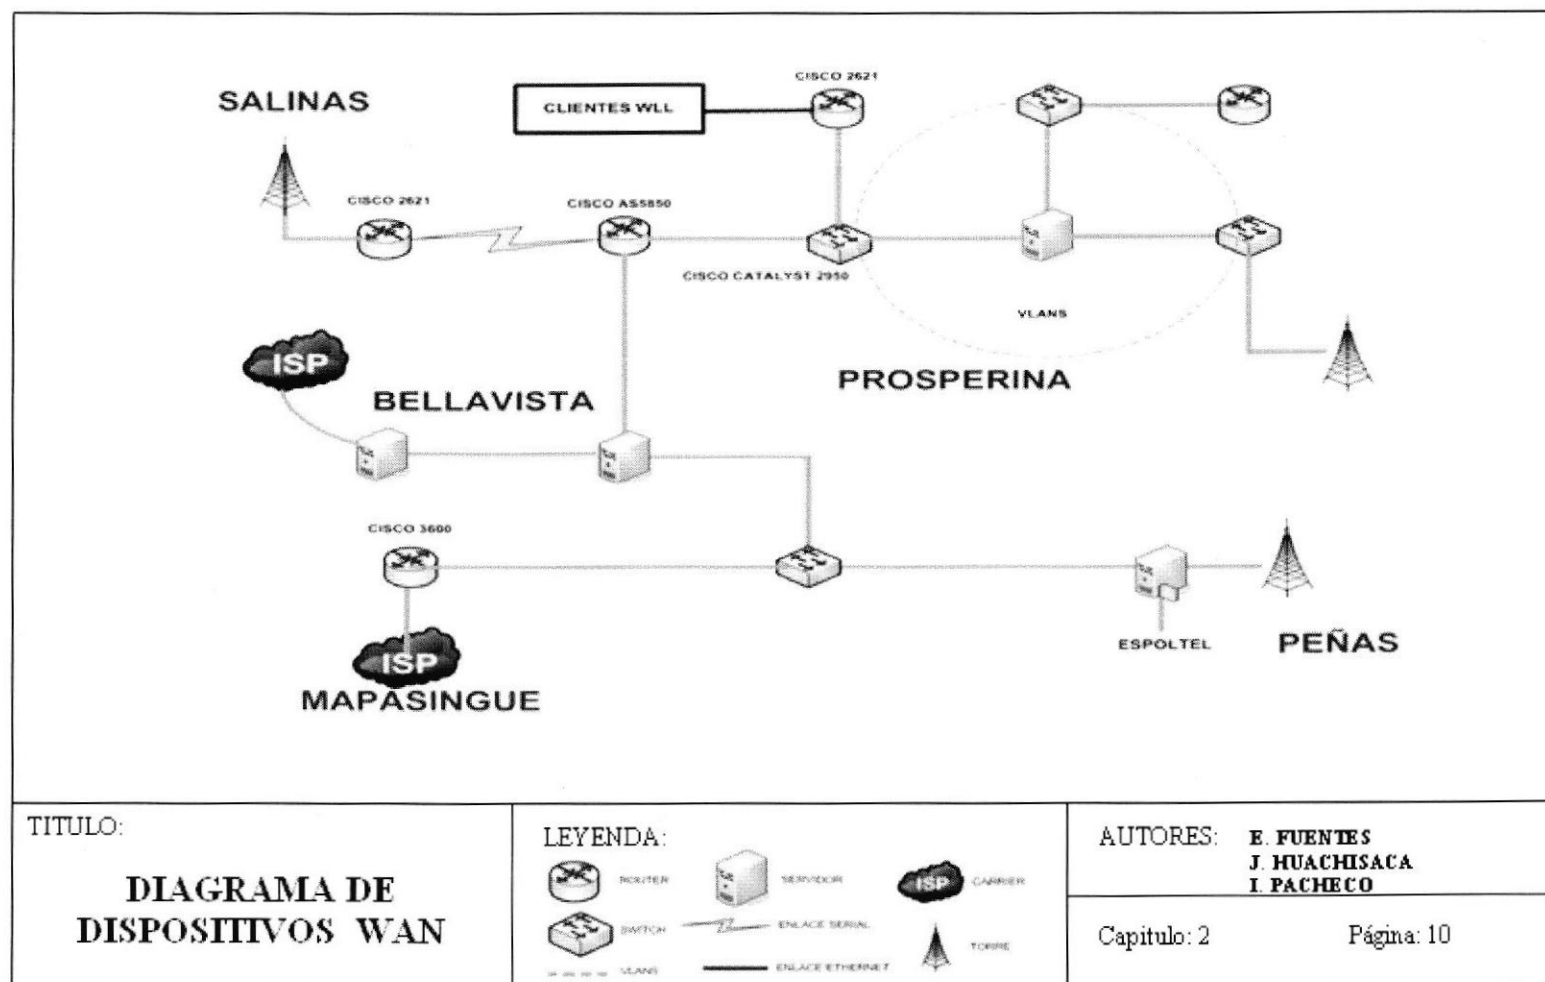 CISCO 2621
SALINAS
CLIENTES WLL
CISCO 2621
CISCO AS5850
CISCO CATALYST 2950
VLANS
ISP
PROSPERINA
BELLAVISTA
CISCO 3600
ESPOLTEL
PEÑAS
ISP
MAPASINGUE
TITULO:
DIAGRAMA DE
DISPOSITIVOS WAN
LEYENDA:
ROUTER
SERVIDOR
ISP
CARRIER
SWITCH
ENLACE SERIAL
TORRE
VLANS
ENLACE ETHERNET
AUTORES: E. FUENTES
J. HUACHISACA
I. PACHECO
Capitulo: 2
Página: 10